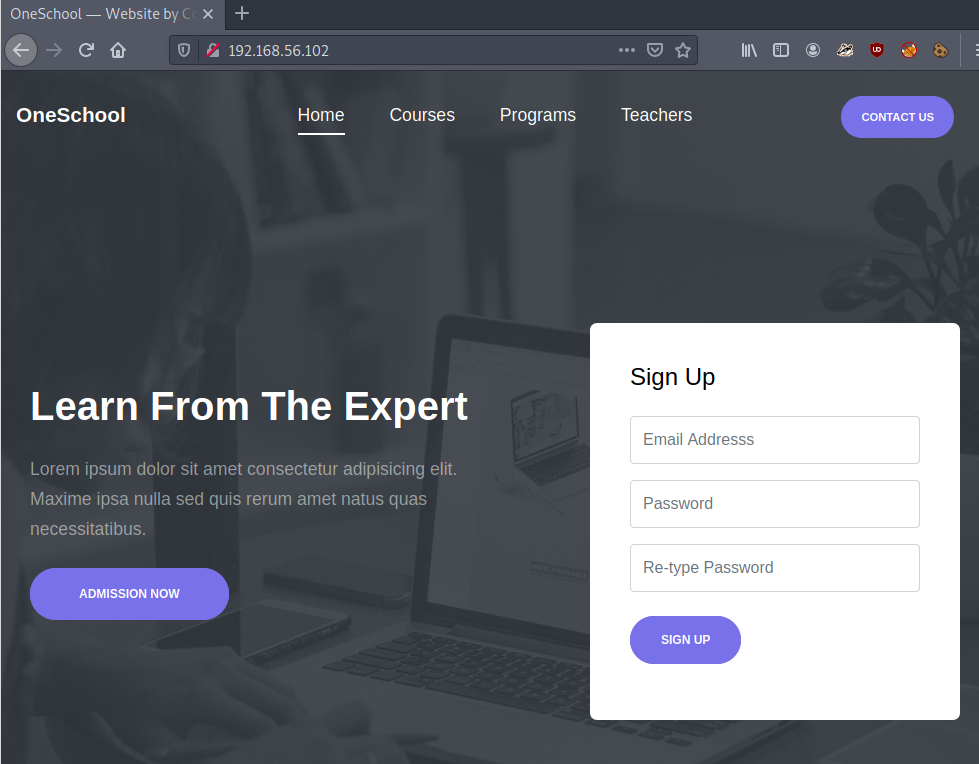 OneSchool — Website by Co
192.168.56.102
OneSchool
Home
Courses
Programs
Teachers
CONTACT US
Learn From The Expert
Lorem ipsum dolor sit amet consectetur adipisicing elit.
Maxime ipsa nulla sed quis rerum amet natus quas
necessitatibus.
ADMISSION NOW
Sign Up
Email Addresss
Password
Re-type Password
SIGN UP